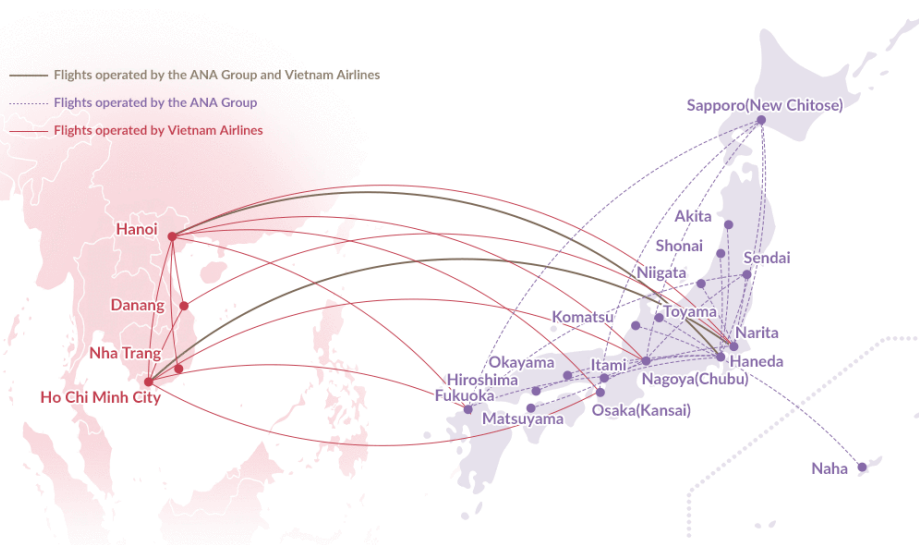 Flights operated by the ANA Group and Vietnam Airlines
Flights operated by the ANA Group
Flights operated by Vietnam Airlines
Sapporo(New Chitose)
Akita
Hanoi
Shonai
Sendai
Niigata
Danang
Toyama
Komatsu
Narita
Nha Trang
Haneda
Okayama
Itami
Nagoya(Chubu)
Hiroshima
Fukuoka
Ho Chi Minh City
Osaka(Kansai)
Matsuyama
Naha